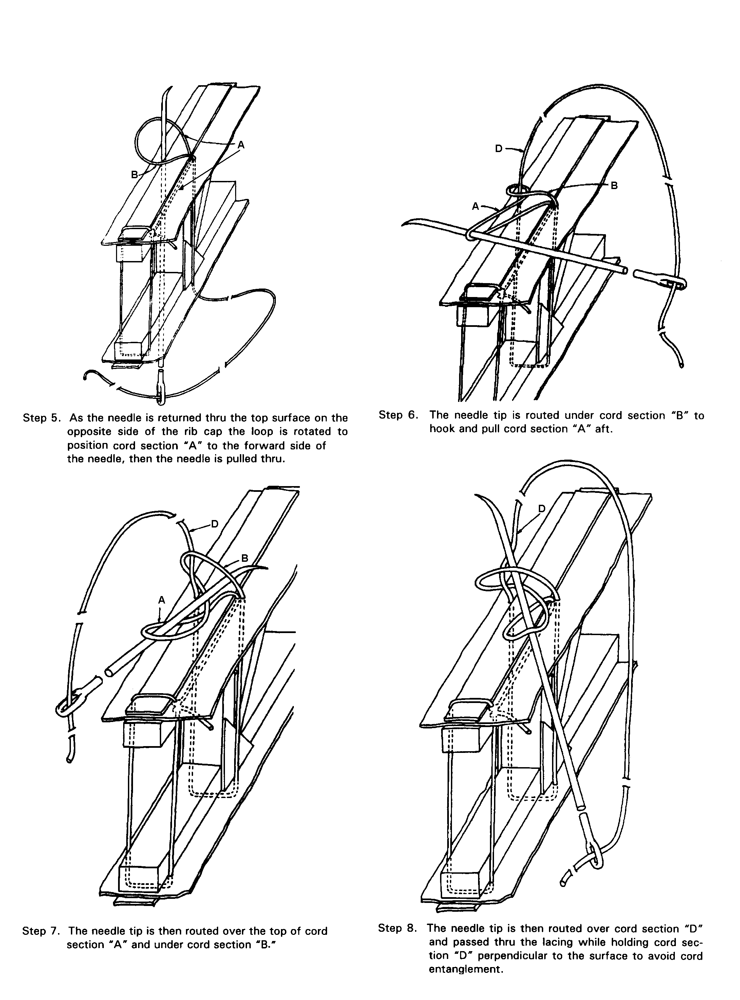 A
B
Step 5. As the needle is returned thru the top surface on the
opposite side of the rib cap the loop is rotated to
position cord section "A" to the forward side of
the needle, then the needle is pulled thru.
D
B
A
Step 6. The needle tip is routed under cord section "B" to
hook and pull cord section "A" aft.
D
B
A
Step 7. The needle tip is then routed over the top of cord
section "A" and under cord section "B."
D
Step 8. The needle tip is then routed over cord section "D"
and passed thru the lacing while holding cord sec-
tion "D" perpendicular to the surface to avoid cord
entanglement.